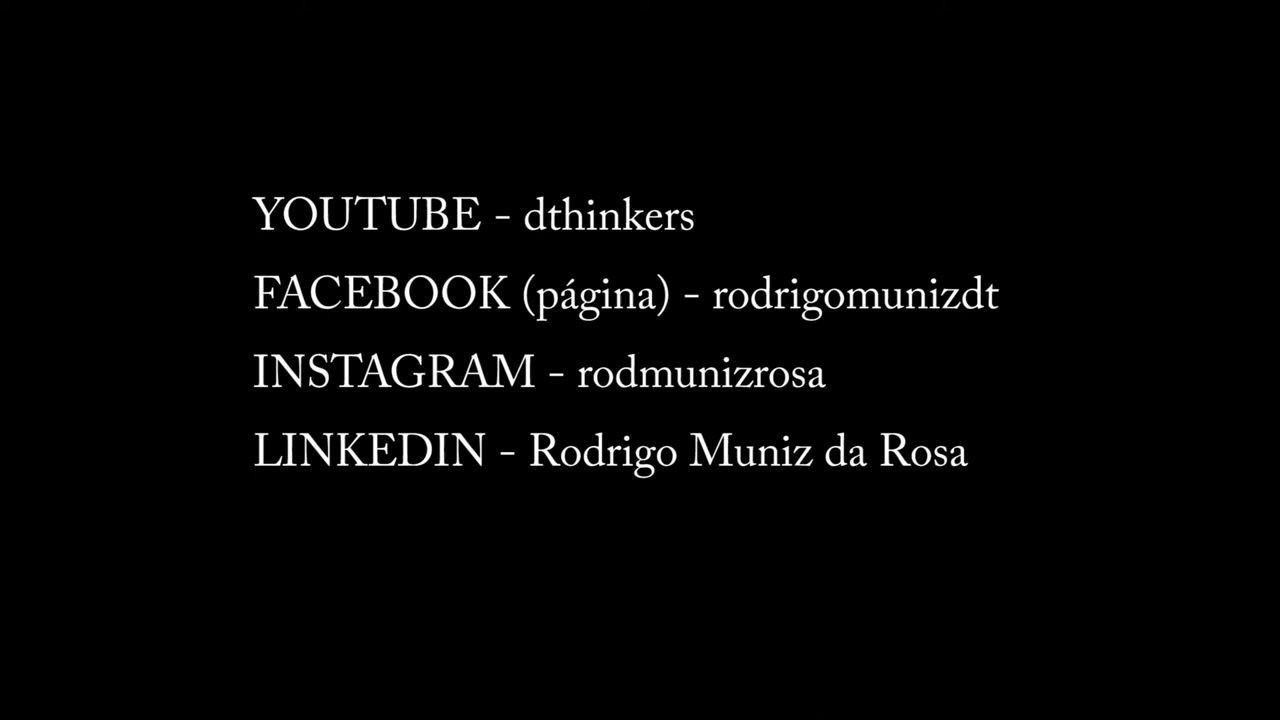 YOUTUBE - dthinkers
FACEBOOK (página) - rodrigomunizdt
INSTAGRAM - rodmunizrosa
LINKEDIN - Rodrigo Muniz da Rosa